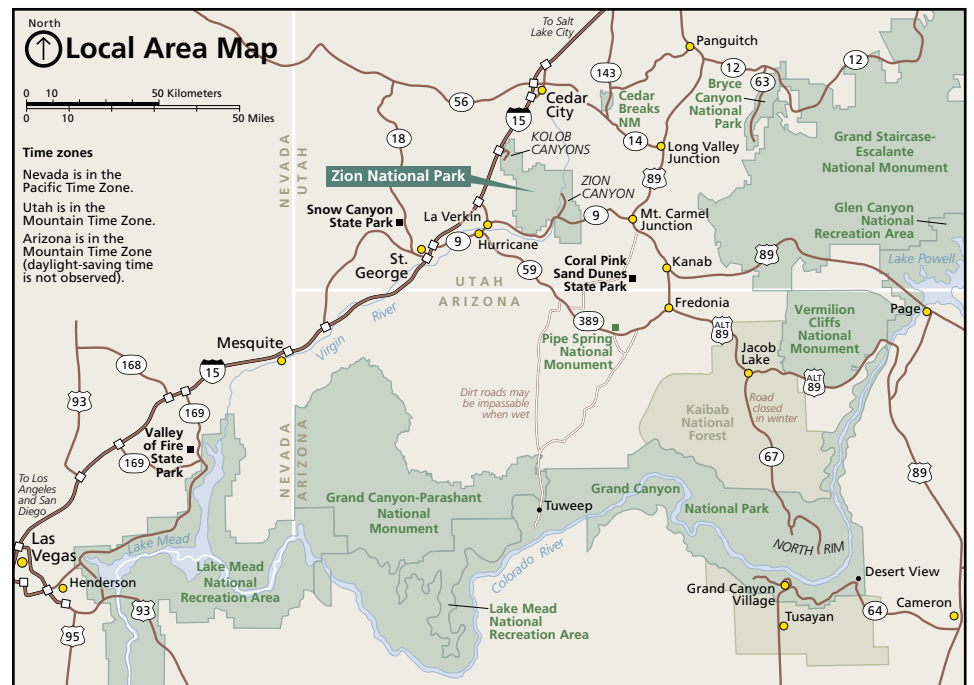 North
Local Area Map
0 10 50 Kilometers
0 10 50 Miles
Time zones
Nevada is in the
Pacific Time Zone.
Utah is in the
Mountain Time Zone.
Arizona is in the
Mountain Time Zone
(daylight-saving time
is not observed).
To Salt
Lake City
Panguitch
12
12
63
143
Bryce
Canyon
National
Park
Cedar
Breaks
NM
56
Cedar
City
15
18
14
KOLOB
CANYONS
Long Valley
Junction
89
Grand Staircase-
Escalante
National Monument
NEVADA
UTAH
Zion National Park
ZION
CANYON
Snow Canyon
State Park
La Verkin
9
Mt. Carmel
Junction
Glen Canyon
National
Recreation Area
9
Hurricane
St.
George
59
Coral Pink
Sand Dunes
State Park
Kanab
89
Lake Powell
UTAH
ARIZONA
Fredonia
Page
River
389
ALT
89
Vermilion
Cliffs
National
Monument
Virgin
Pipe Spring
National
Monument
Mesquite
15
168
Jacob
Lake
ALT
89
93
Dirt roads may
be impassable
when wet
Road
closed
in winter
169
Kaibab
National
Forest
Valley
of Fire
State
Park
169
NEVADA
ARIZONA
67
89
To Los
Angeles
and San
Diego
Grand Canyon-Parashant
National
Monument
Grand Canyon
National Park
Tuweep
Las
Vegas
Lake Mead
NORTH RIM
Colorado River
Lake Mead
National
Recreation Area
Henderson
Desert View
Grand Canyon
Village
93
Lake Mead
National
Recreation Area
64
Cameron
Tusayan
95